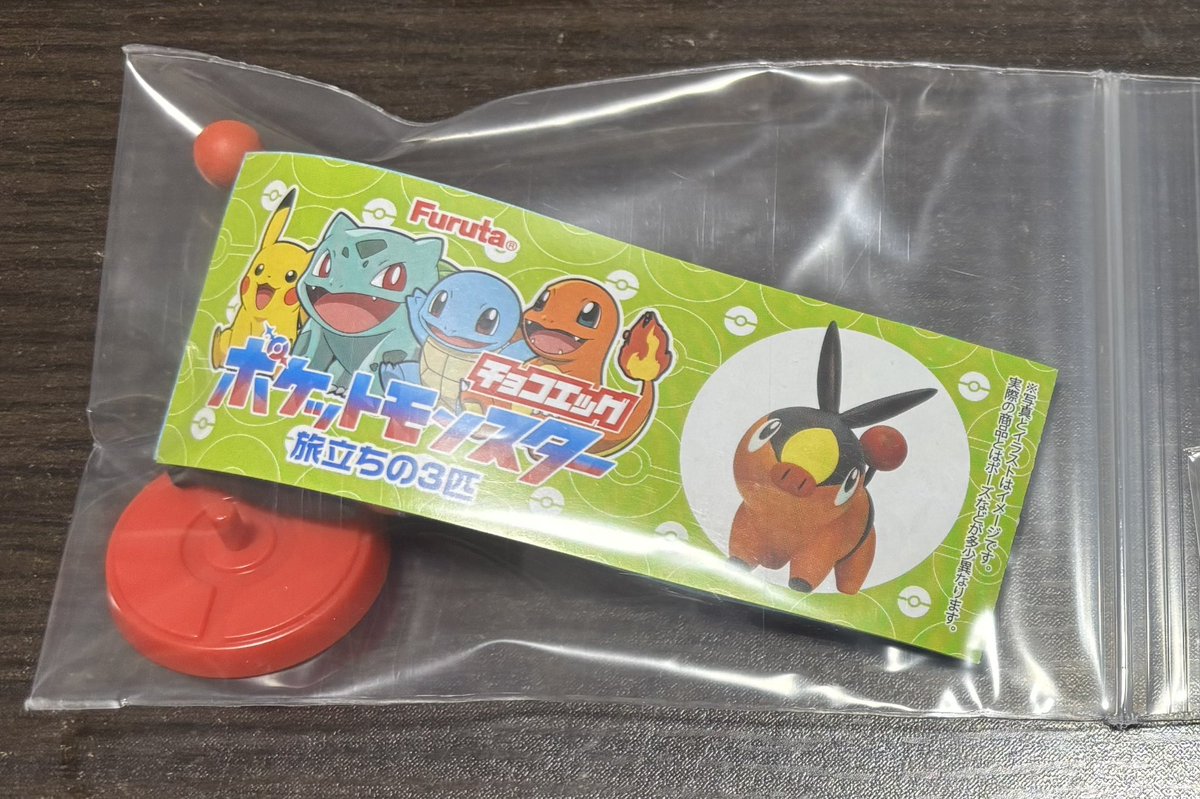 Furuta®
チョコエッグ
ポケットモンスター
旅立ちの3匹
※写真とイラストはイメージです。
実際の商品とはポーズなどが多少異なります。